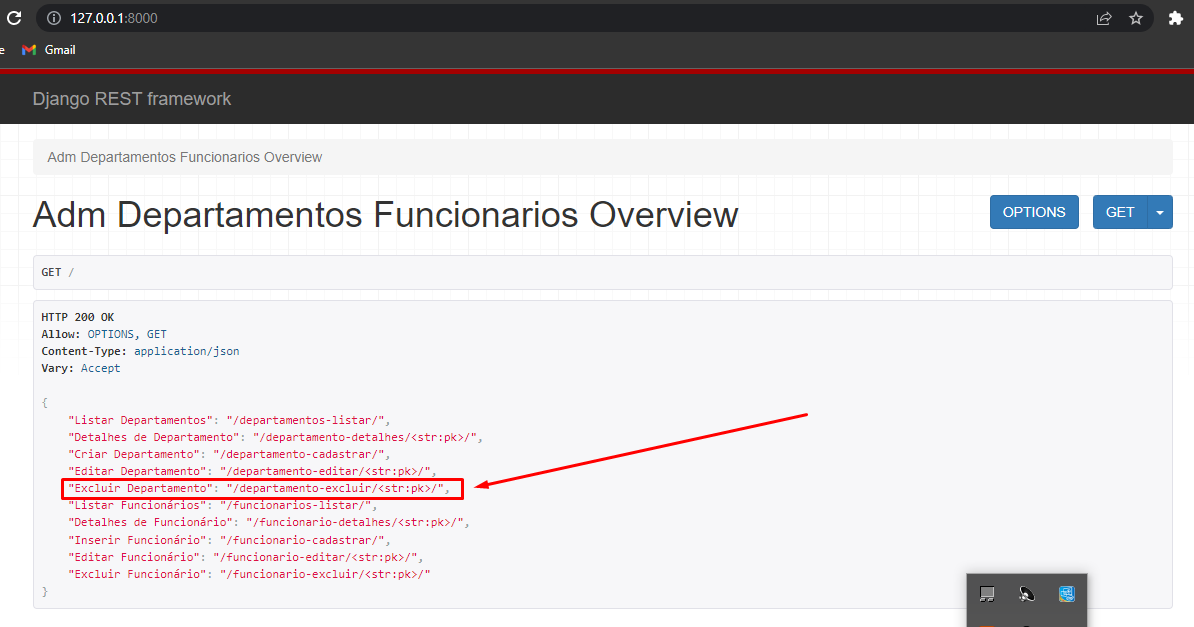 127.0.0.1:8000
e Gmail
Django REST framework
Adm Departamentos Funcionarios Overview
Adm Departamentos Funcionarios Overview
OPTIONS GET
GET /
HTTP 200 OK
Allow: OPTIONS, GET
Content-Type: application/json
Vary: Accept
{
"Listar Departamentos": "/departamentos-listar/",
"Detalhes de Departamento": "/departamento-detalhes/<str:pk>/",
"Criar Departamento": "/departamento-cadastrar/",
"Editar Departamento": "/departamento-editar/<str:pk>/",
"Excluir Departamento": "/departamento-excluir/<str:pk>/",
"Listar Funcionários": "/funcionarios-listar/",
"Detalhes de Funcionário": "/funcionario-detalhes/<str:pk>/",
"Inserir Funcionário": "/funcionario-cadastrar/",
"Editar Funcionário": "/funcionario-editar/<str:pk>/",
"Excluir Funcionário": "/funcionario-excluir/<str:pk>/"
}